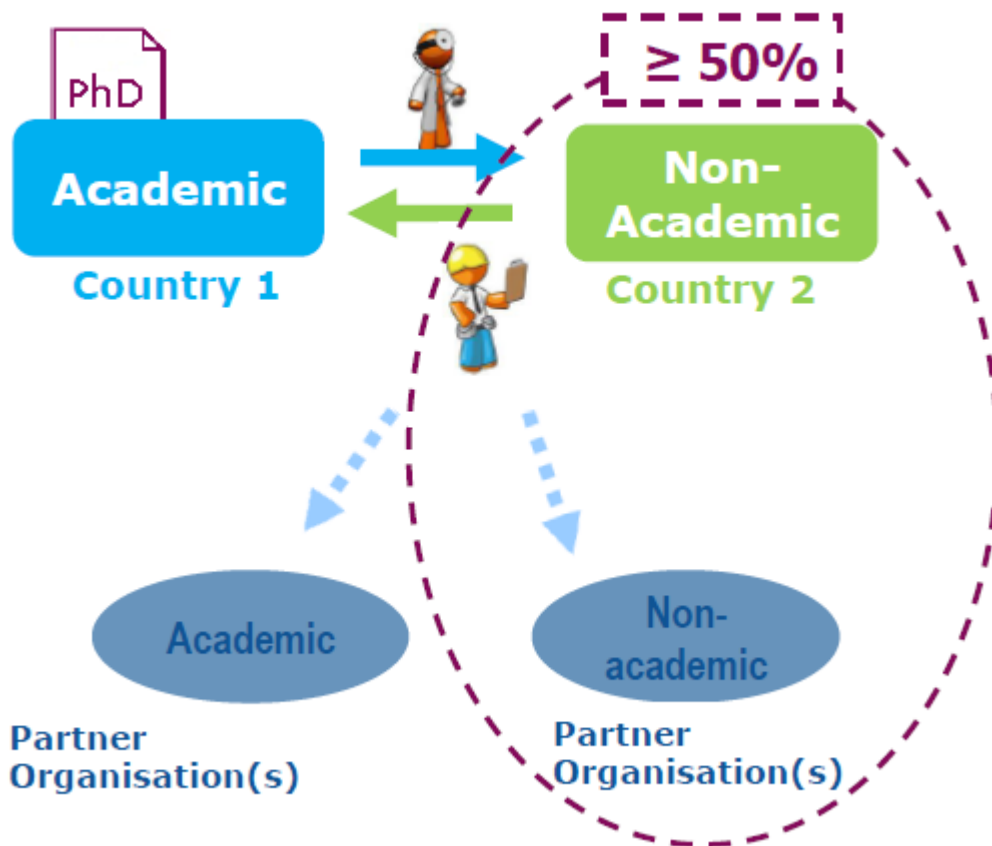 ≥ 50%
PhD
Academic
Non-
Academic
Country 1
Country 2
Academic
Non-
academic
Partner
Organisation(s)
Partner
Organisation(s)